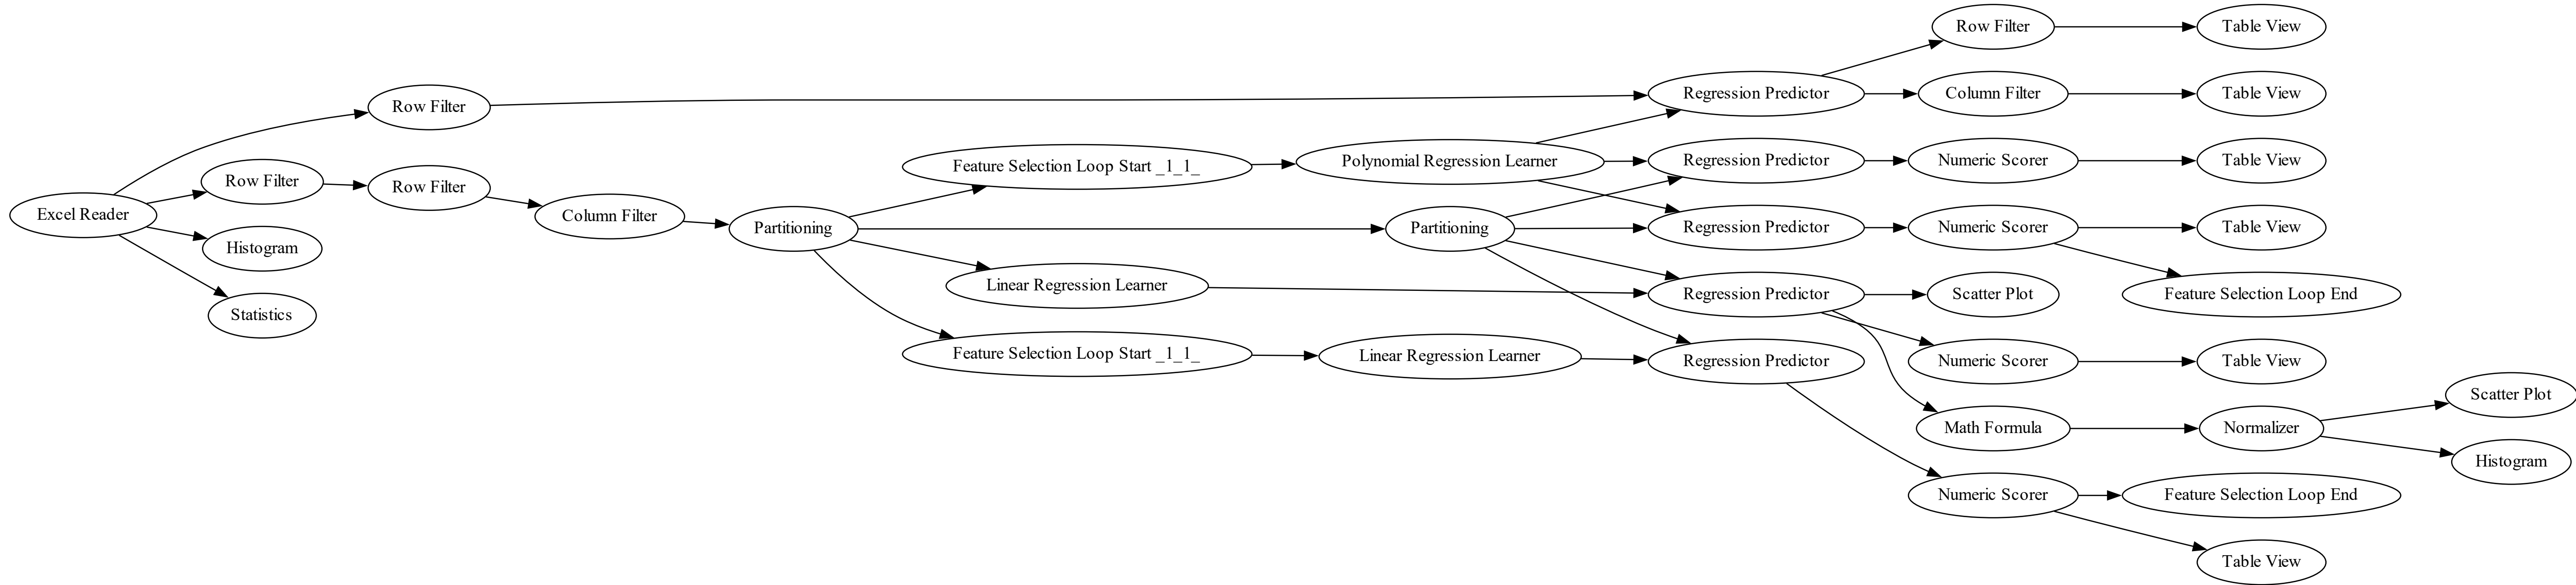 Row Filter
Table View
Row Filter
Regression Predictor
Column Filter
Table View
Feature Selection Loop Start _1_1_
Polynomial Regression Learner
Regression Predictor
Numeric Scorer
Table View
Row Filter
Row Filter
Excel Reader
Column Filter
Partitioning
Partitioning
Regression Predictor
Numeric Scorer
Table View
Histogram
Linear Regression Learner
Regression Predictor
Scatter Plot
Feature Selection Loop End
Statistics
Feature Selection Loop Start _1_1_
Linear Regression Learner
Regression Predictor
Numeric Scorer
Table View
Scatter Plot
Math Formula
Normalizer
Histogram
Numeric Scorer
Feature Selection Loop End
Table View